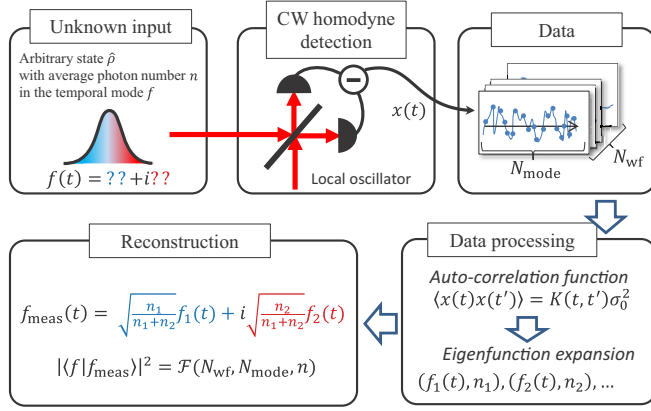 Unknown input
Arbitrary state ρ̂
with average photon number n
in the temporal mode f
f(t) = ?? +i??
CW homodyne
detection
−
x(t)
Local oscillator
Data
N_mode
N_wf
Data processing
Auto-correlation function
⟨x(t)x(t′)⟩ = K(t, t′)σ₀²
Eigenfunction expansion
(f₁(t), n₁), (f₂(t), n₂), ...
Reconstruction
f_meas(t) = √(n₁/(n₁+n₂)) f₁(t) + i √(n₂/(n₁+n₂)) f₂(t)
|⟨f|f_meas⟩|² = ℱ(N_wf, N_mode, n)